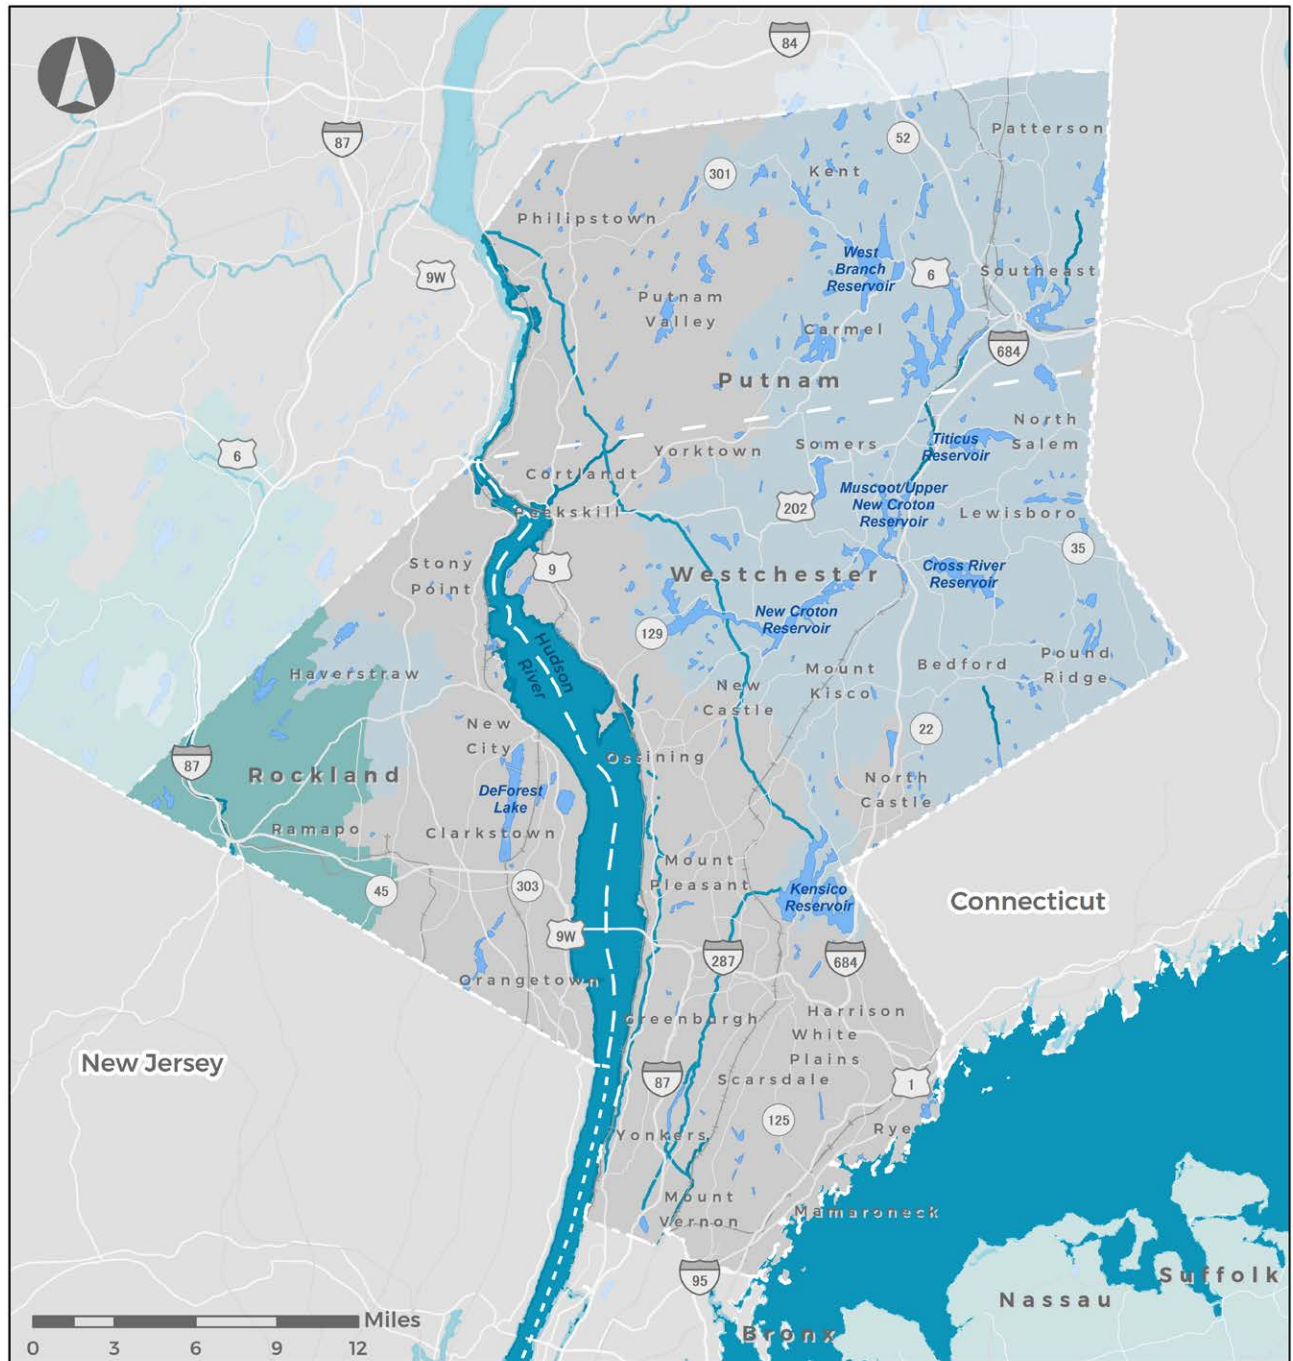 84
87
52
Patterson
301
Kent
Philipstown
9W
West
Branch
Reservoir
6
Southeast
Putnam
Valley
Carmel
684
Putnam
6
North
Salem
Titicus
Reservoir
Somers
Yorktown
Cortlandt
Muscoot/Upper
New Croton
Reservoir
202
Lewisboro
Peekskill
35
Stony
Point
9
Westchester
Cross River
Reservoir
New Croton
Reservoir
129
Hudson
River
Haverstraw
Mount
Kisco
Bedford
Pound
Ridge
New
Castle
22
New
City
Ossining
87
Rockland
North
Castle
DeForest
Lake
Ramapo
Clarkstown
Mount
Pleasant
45
303
Kensico
Reservoir
Connecticut
9W
287
684
Orangetown
Greenburgh
Harrison
White
Plains
New Jersey
87
Scarsdale
1
125
Rye
Yonkers
Mount
Vernon
Mamaroneck
95
Suffolk
Nassau
Bronx
Miles
0 3 6 9 12